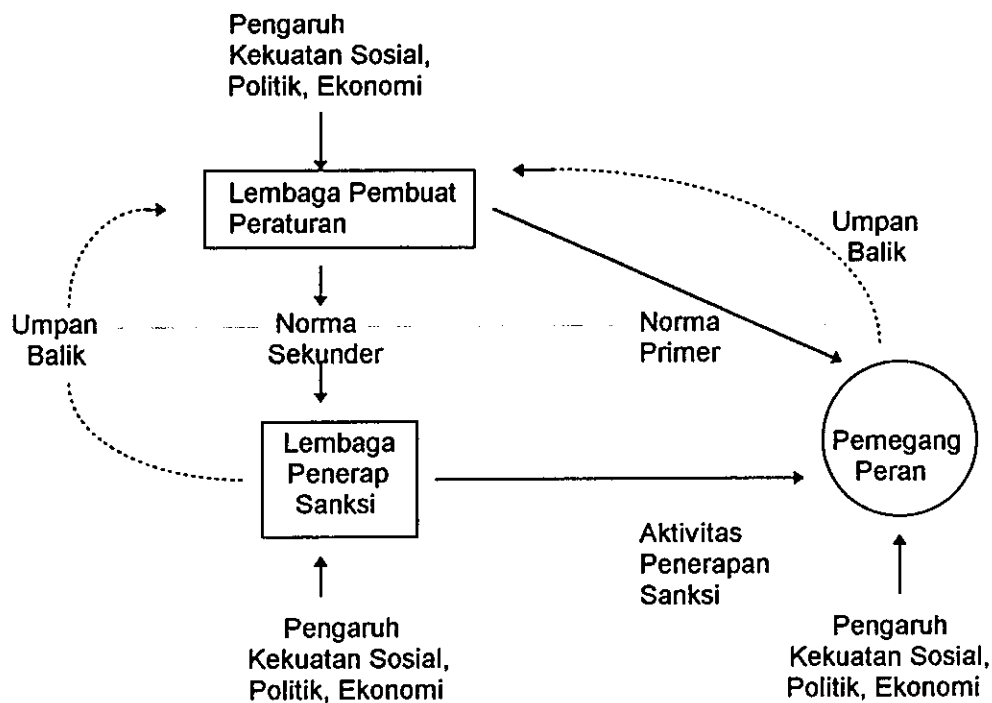 Pengaruh
Kekuatan Sosial,
Politik, Ekonomi
Lembaga Pembuat
Peraturan
Umpan
Balik
Umpan
Balik
Norma
Sekunder
Norma
Primer
Lembaga
Penerap
Sanksi
Pemegang
Peran
Aktivitas
Penerapan
Sanksi
Pengaruh
Kekuatan Sosial,
Politik, Ekonomi
Pengaruh
Kekuatan Sosial,
Politik, Ekonomi